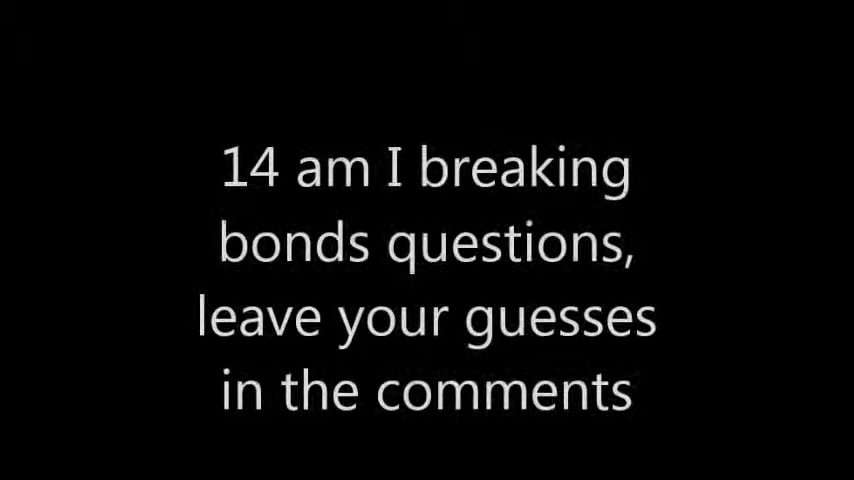 14 am I breaking
bonds questions,
leave your guesses
in the comments